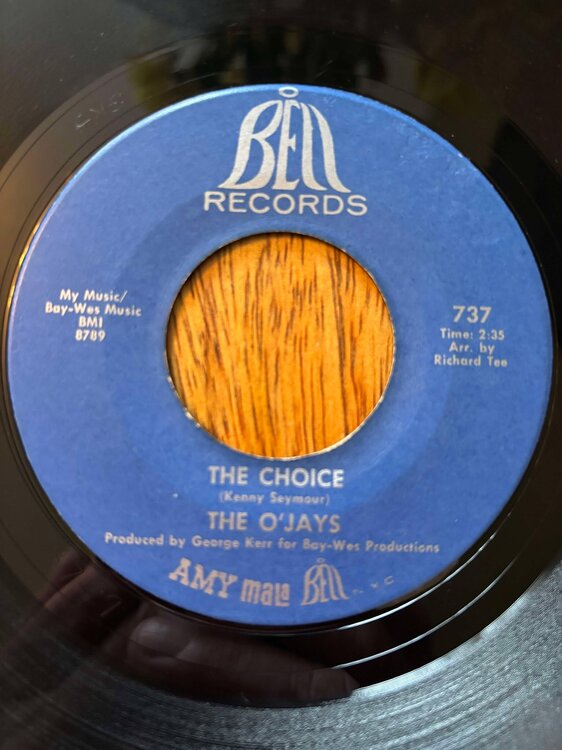 BELL
RECORDS
My Music/
Bay-Wes Music
BMI
8789
737
Time: 2:35
Arr. by
Richard Tee
THE CHOICE
(Kenny Seymour)
THE O'JAYS
Produced by George Kerr for Bay-Wes Productions
AMY mala BELL N.Y.C